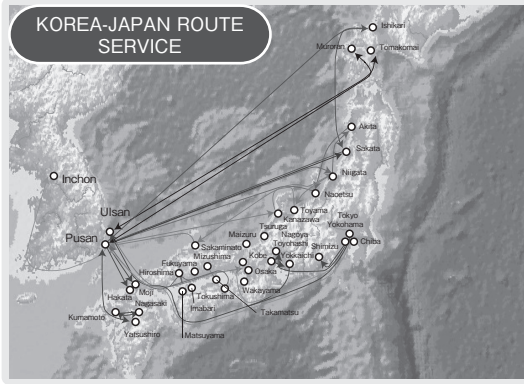 KOREA-JAPAN ROUTE
SERVICE
Ishikari
Muroran
Tomakomai
Akita
Sakata
Niigata
Naoetsu
Inchon
Ulsan
Pusan
Toyama
Kanazawa
Tsuruga
Maizuru
Sakaiminato
Nagoya
Toyohashi
Tokyo
Yokohama
Chiba
Shimizu
Yokkaichi
Kobe
Osaka
Wakayama
Mizushima
Fukuyama
Hiroshima
Moji
Hakata
Nagasaki
Kumamoto
Yatsushiro
Imabari
Tokushima
Takamatsu
Matsuyama